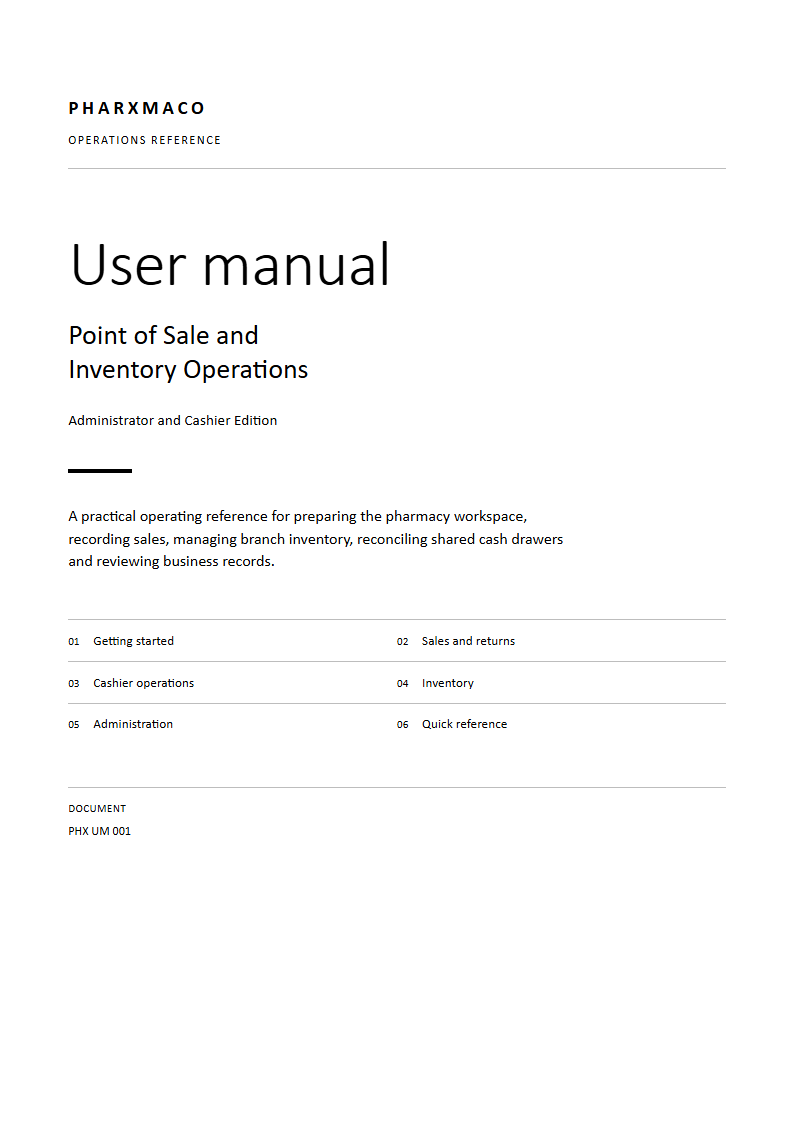 PHARXMACO
OPERATIONS REFERENCE
User manual
Point of Sale and
Inventory Operations
Administrator and Cashier Edition
A practical operating reference for preparing the pharmacy workspace,
recording sales, managing branch inventory, reconciling shared cash drawers
and reviewing business records.
01 Getting started
02 Sales and returns
03 Cashier operations
04 Inventory
05 Administration
06 Quick reference
DOCUMENT
PHX UM 001